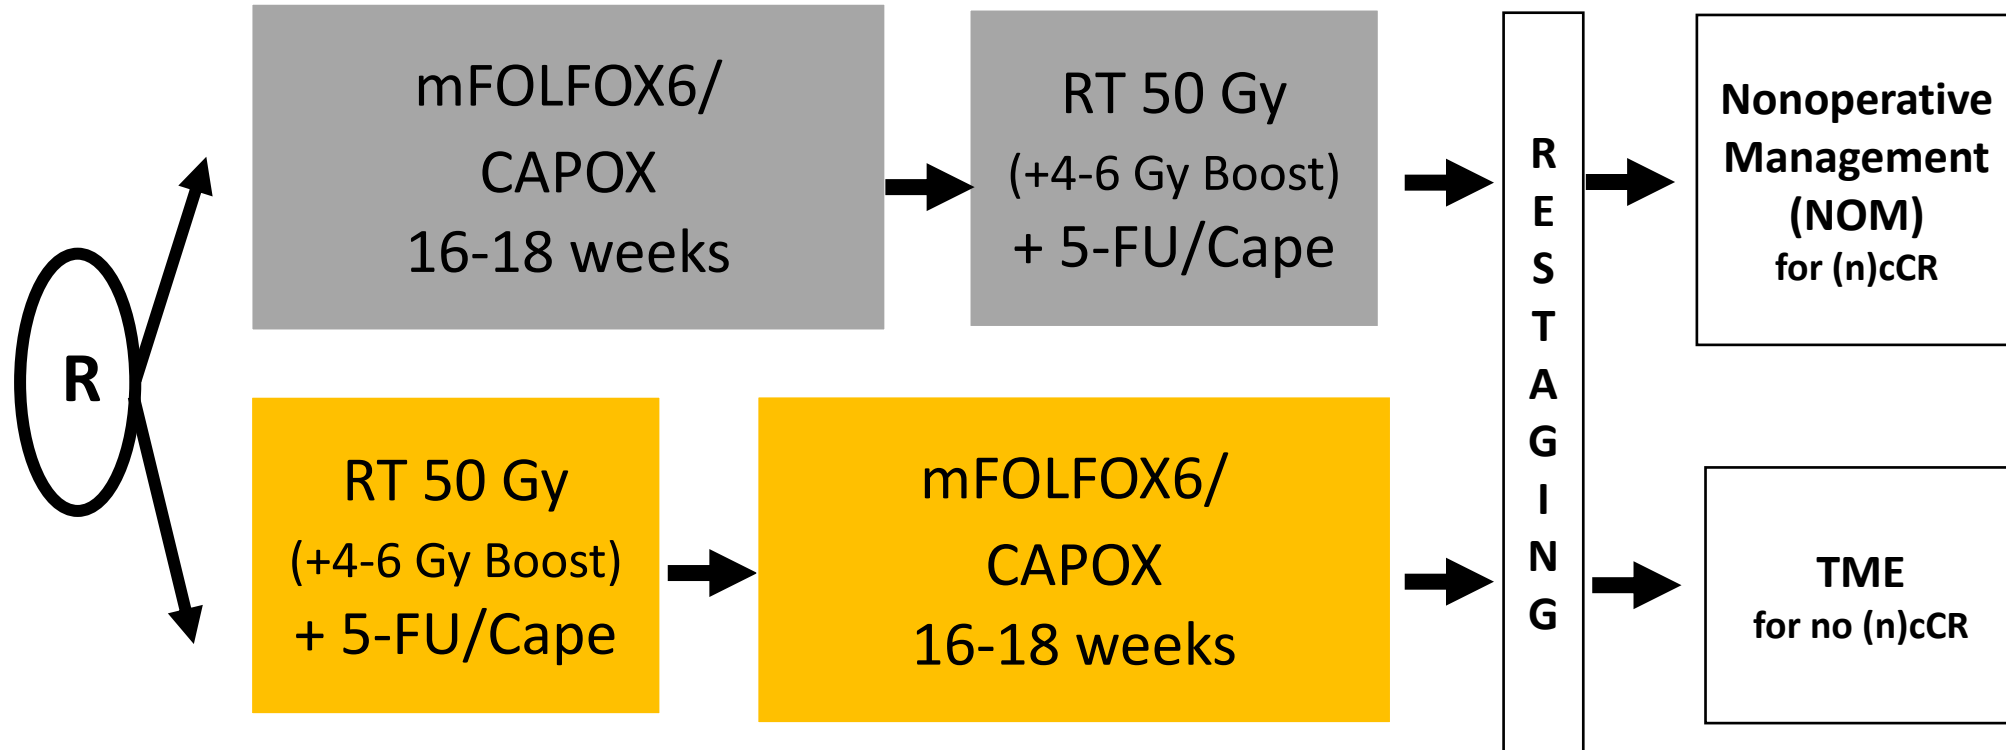 R
mFOLFOX6/
CAPOX
16-18 weeks
RT 50 Gy
(+4-6 Gy Boost)
+ 5-FU/Cape
RT 50 Gy
(+4-6 Gy Boost)
+ 5-FU/Cape
mFOLFOX6/
CAPOX
16-18 weeks
R
E
S
T
A
G
I
N
G
Nonoperative
Management
(NOM)
for (n)cCR
TME
for no (n)cCR